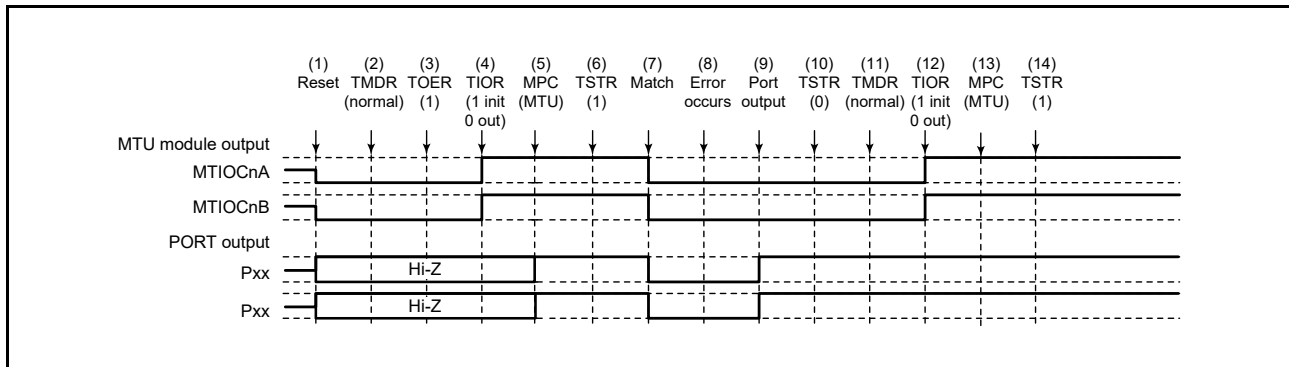 (1) (2) (3) (4) (5) (6) (7) (8) (9) (10) (11) (12) (13) (14)
Reset TMDR TOER TIOR MPC TSTR Match Error Port TSTR TMDR TIOR MPC TSTR
(normal) (1) (1 init (MTU) (1) occurs output (0) (normal) (1 init (MTU) (1)
0 out) 0 out)
MTU module output
MTIOCnA
MTIOCnB
PORT output
Pxx Hi-Z
Pxx Hi-Z